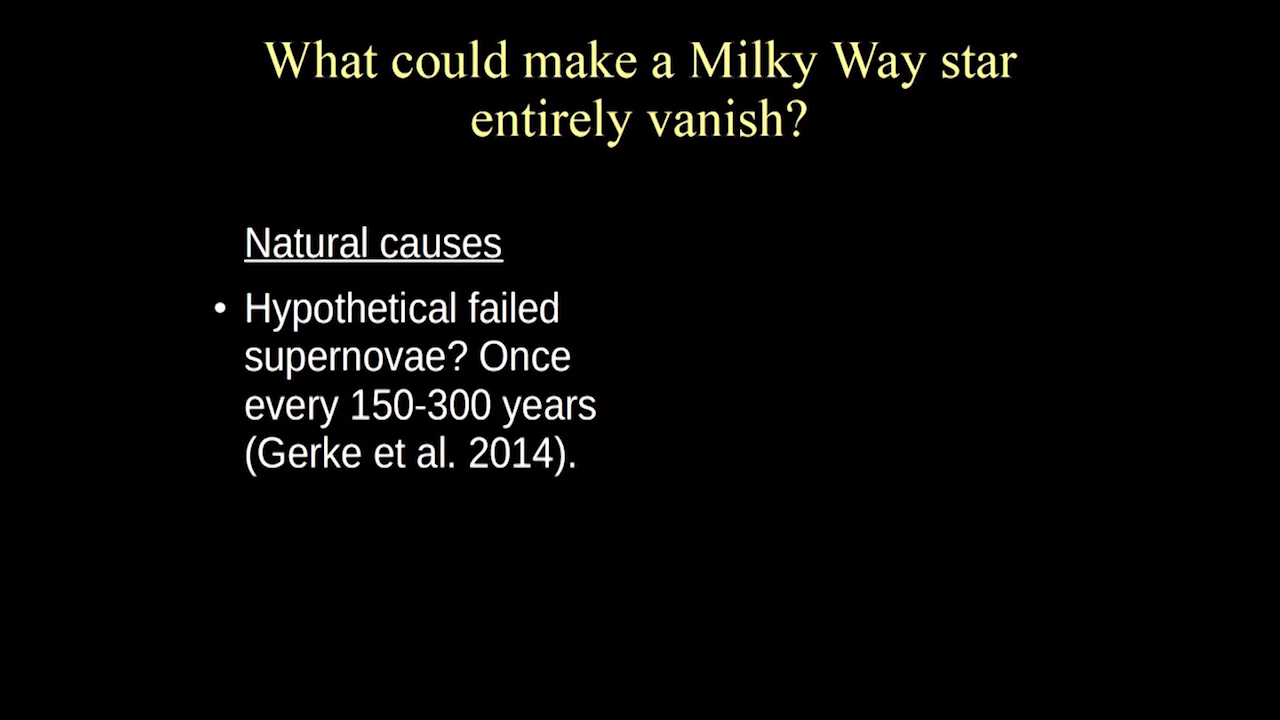 What could make a Milky Way star
entirely vanish?
Natural causes
• Hypothetical failed
supernovae? Once
every 150-300 years
(Gerke et al. 2014).